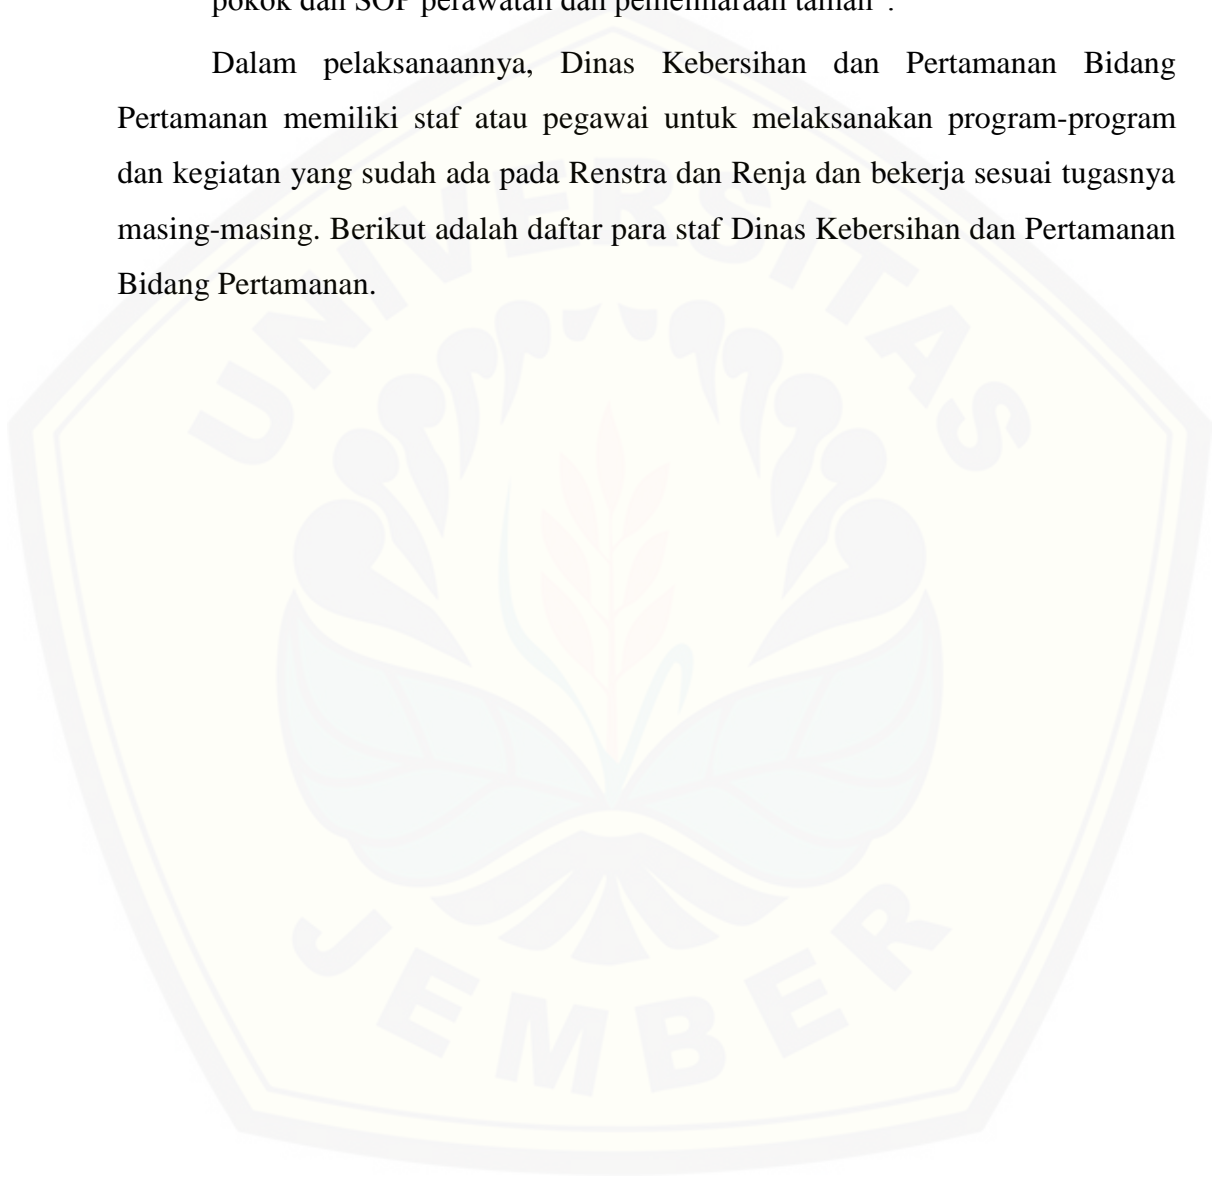 pokok dan SOP perawatan dan pemeliharaan taman".
Dalam pelaksanaannya, Dinas Kebersihan dan Pertamanan Bidang
Pertamanan memiliki staf atau pegawai untuk melaksanakan program-program
dan kegiatan yang sudah ada pada Renstra dan Renja dan bekerja sesuai tugasnya
masing-masing. Berikut adalah daftar para staf Dinas Kebersihan dan Pertamanan
Bidang Pertamanan.
UNIVERSITAS
JEMBER